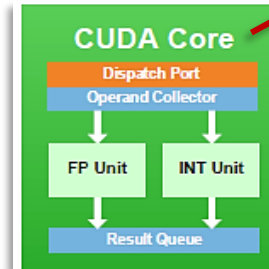 CUDA Core
Dispatch Port
Operand Collector
FP Unit INT Unit
Result Queue